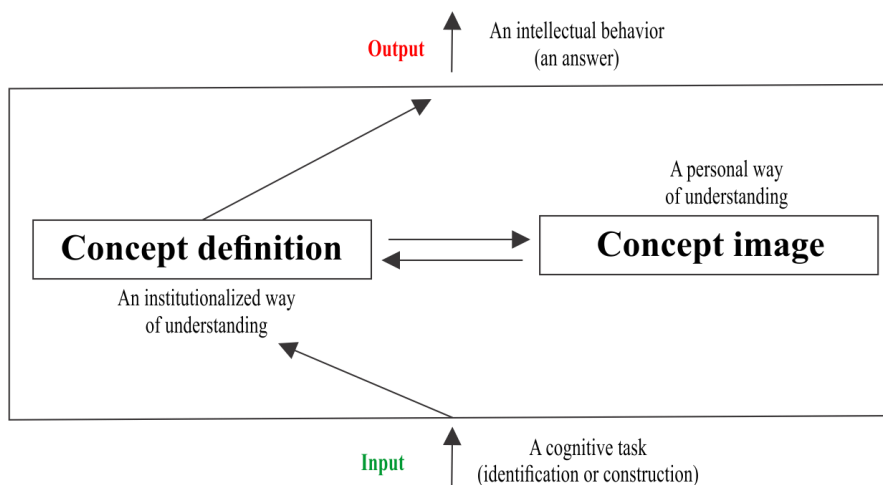 Output
An intellectual behavior
(an answer)
A personal way
of understanding
Concept definition
Concept image
An institutionalized way
of understanding
Input
A cognitive task
(identification or construction)